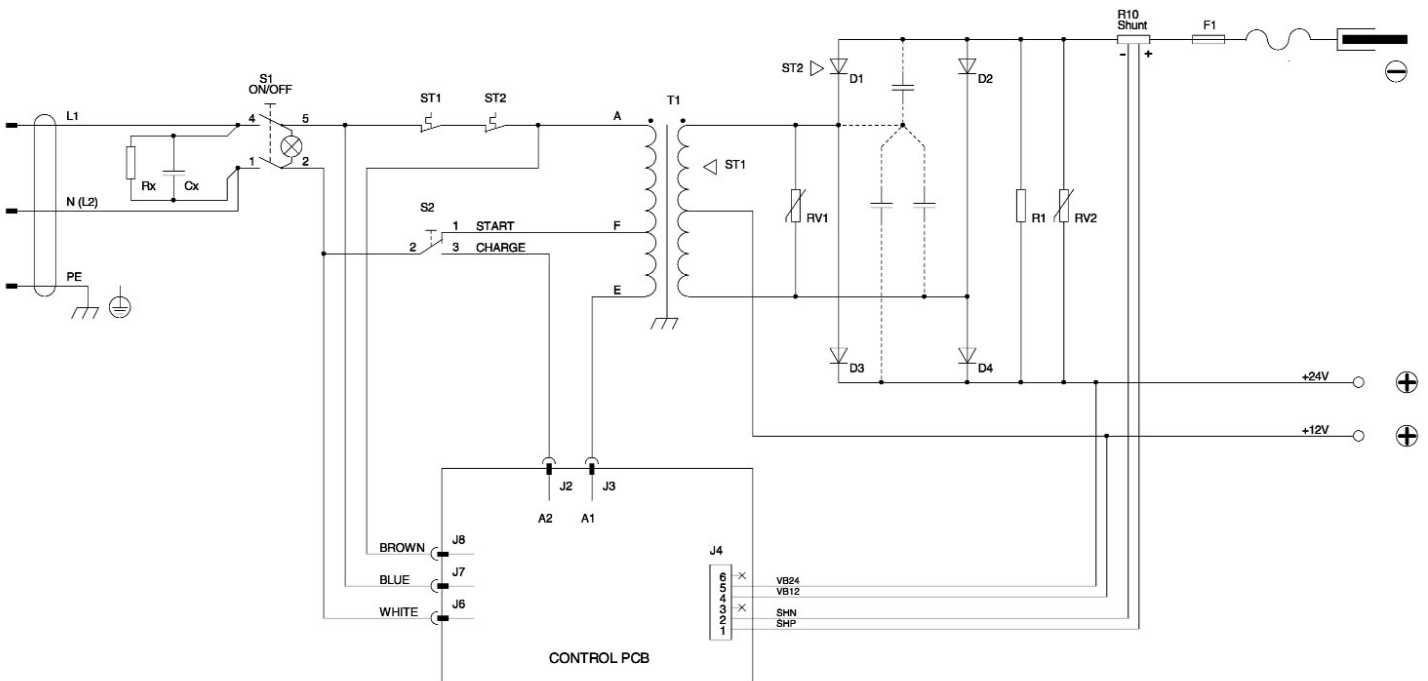 R10
Shunt
F1
- +
ST2
D1
D2
S1
ON/OFF
ST1
ST2
T1
L1
4
5
A
ST1
1
2
Rx
Cx
N (L2)
RV1
R1
RV2
S2
1
START
F
2
3
CHARGE
PE
E
D3
D4
+24V
+12V
J2
J3
A2
A1
BROWN
J8
J4
BLUE
J7
6
5
VB24
4
VB12
WHITE
J6
3
2
SHN
1
SHP
CONTROL PCB